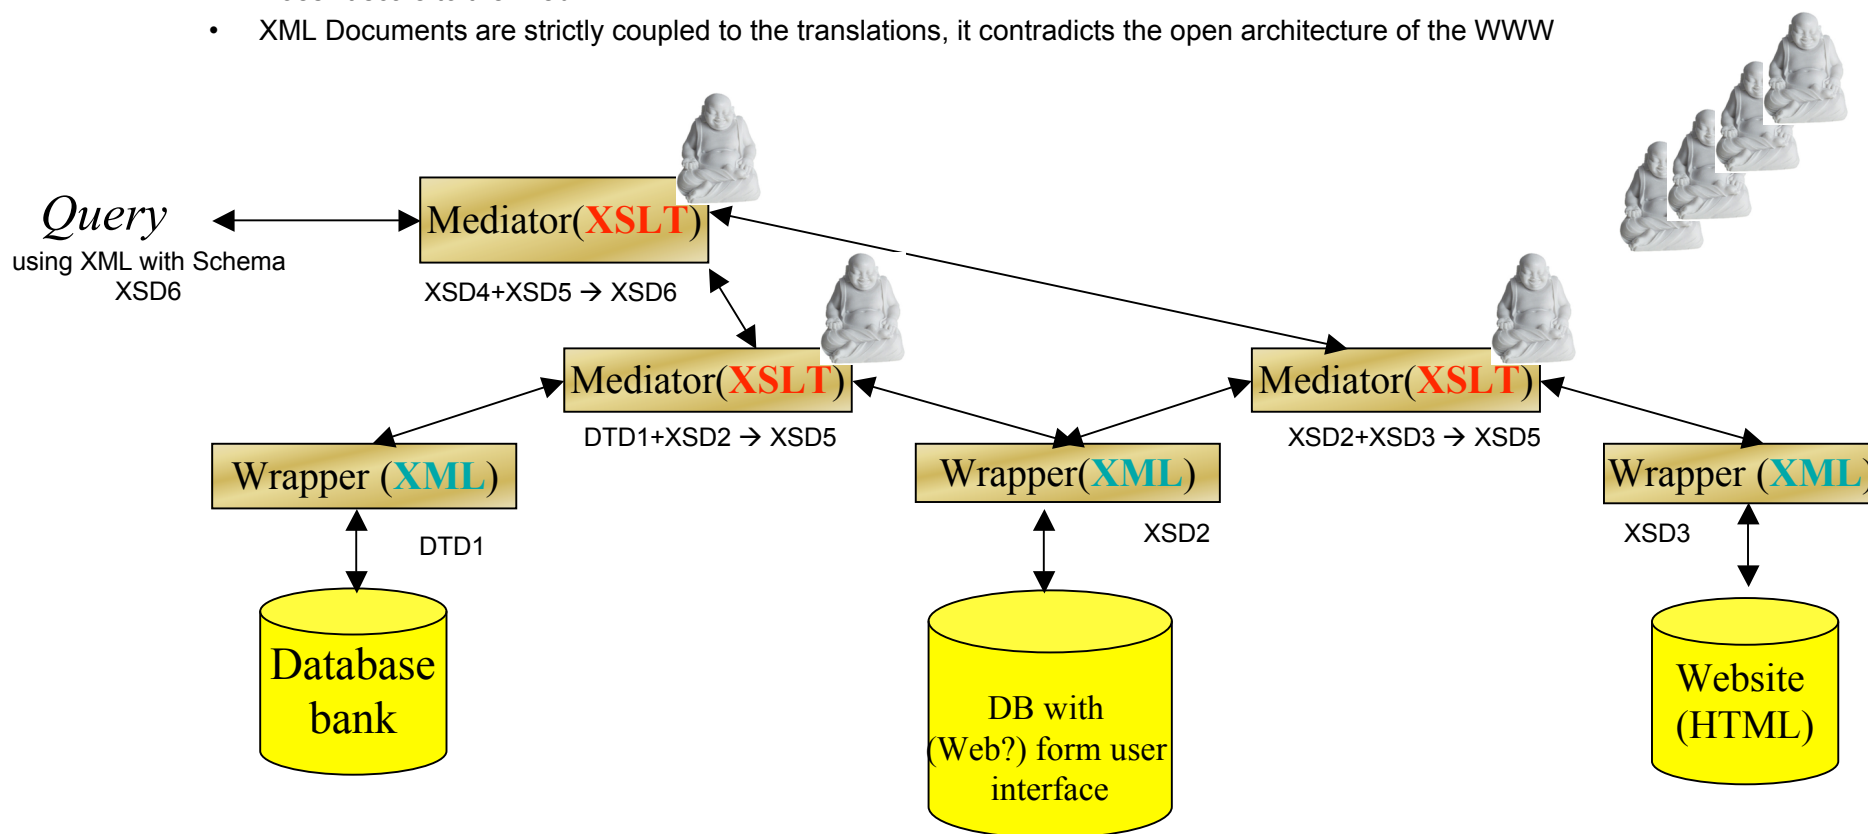 • XML Documents are strictly coupled to the translations, it contradicts the open architecture of the WWW
Query
using XML with Schema
XSD6
Mediator(XSLT)
XSD4+XSD5 → XSD6
Mediator(XSLT)
DTD1+XSD2 → XSD5
Mediator(XSLT)
XSD2+XSD3 → XSD5
Wrapper (XML)
DTD1
Wrapper(XML)
XSD2
Wrapper (XML)
XSD3
Database
bank
DB with
(Web?) form user
interface
Website
(HTML)